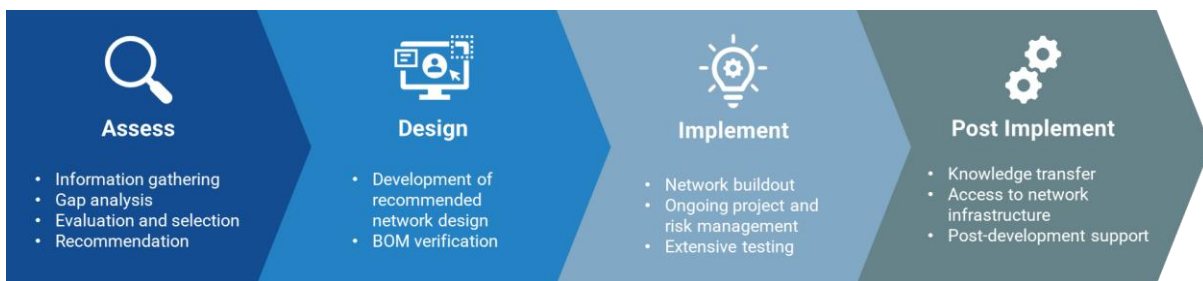 Assess
• Information gathering
• Gap analysis
• Evaluation and selection
• Recommendation
Design
• Development of
recommended
network design
• BOM verification
Implement
• Network buildout
• Ongoing project and
risk management
• Extensive testing
Post Implement
• Knowledge transfer
• Access to network
infrastructure
• Post-development support